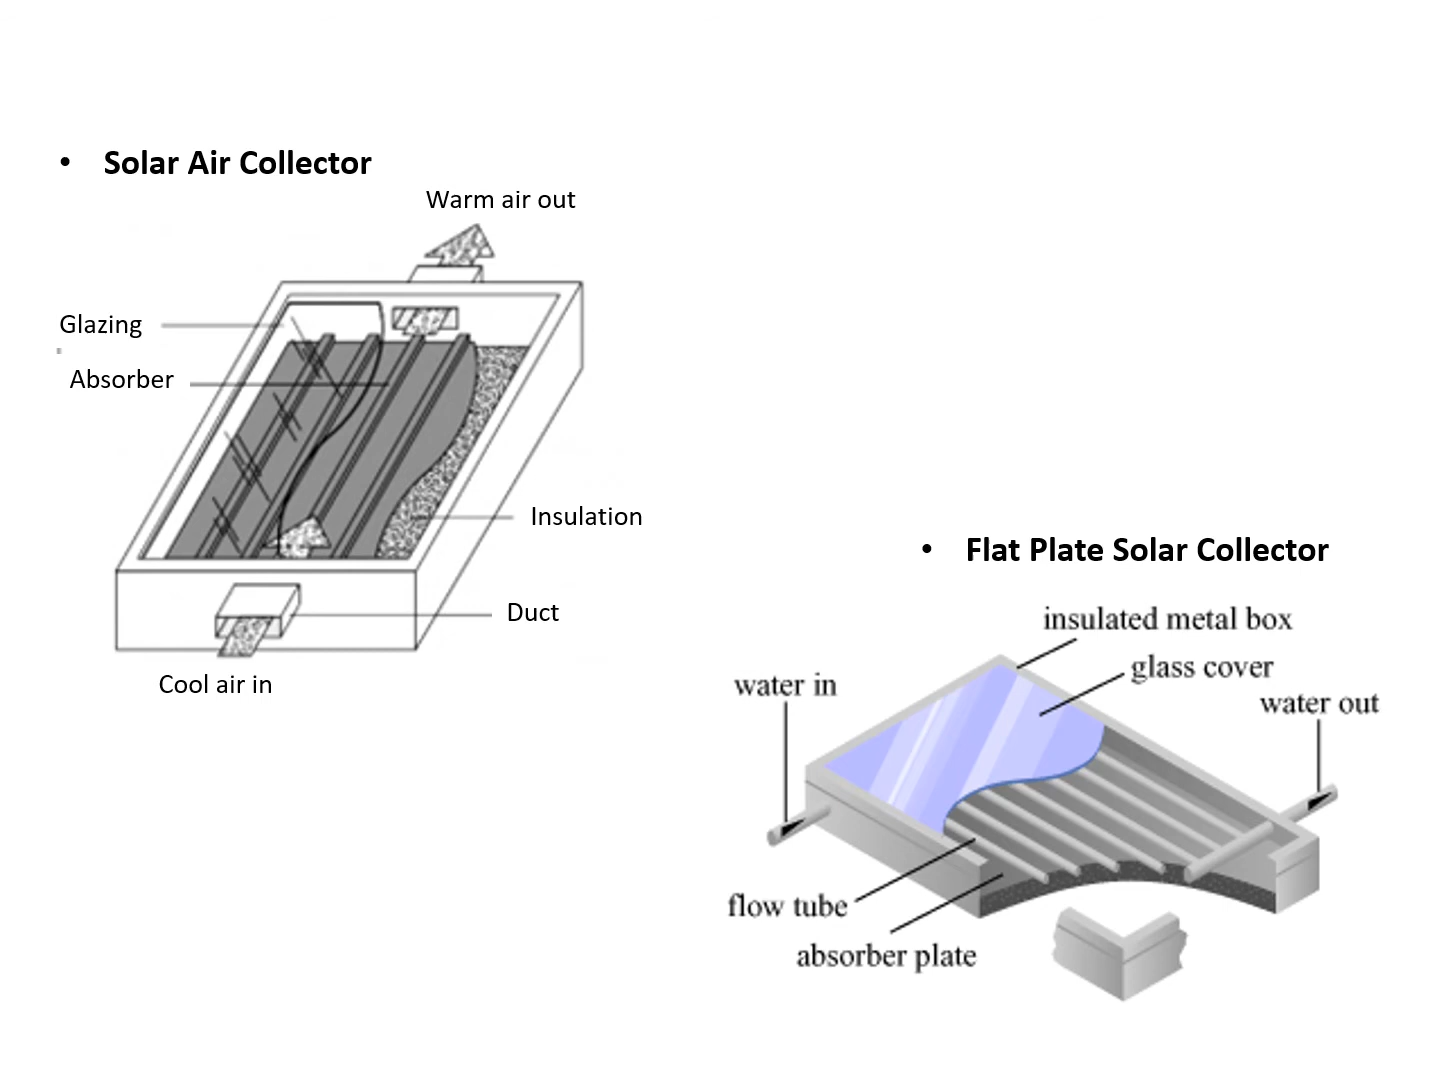 • Solar Air Collector
Warm air out
Glazing
Absorber
Insulation
Duct
Cool air in
• Flat Plate Solar Collector
insulated metal box
glass cover
water in
water out
flow tube
absorber plate